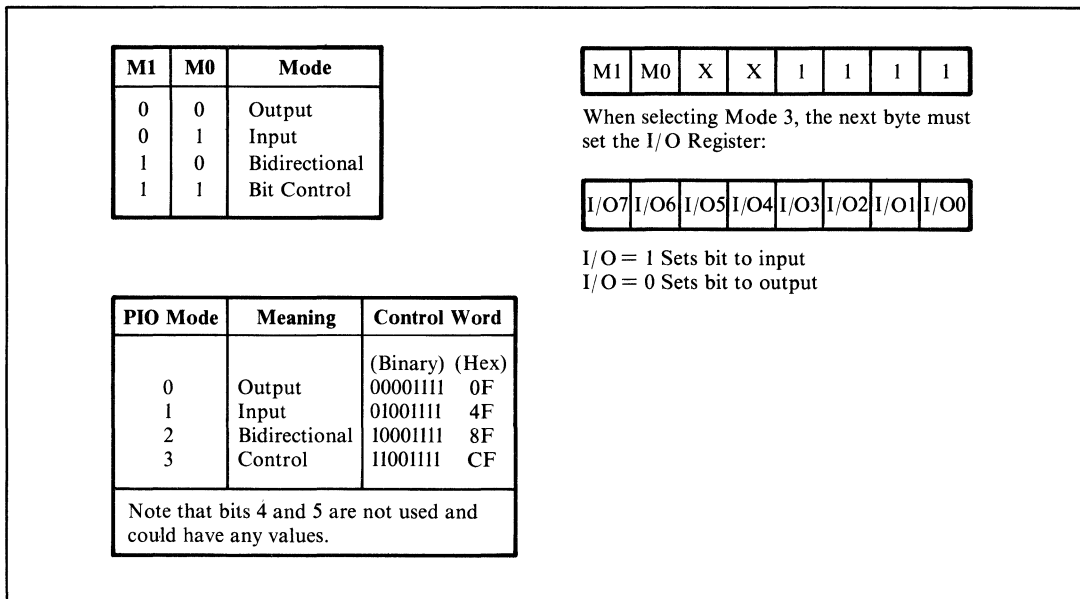 M1 M0 Mode
0 0 Output
0 1 Input
1 0 Bidirectional
1 1 Bit Control
M1 M0 X X 1 1 1 1
When selecting Mode 3, the next byte must
set the I/O Register:
I/O7 I/O6 I/O5 I/O4 I/O3 I/O2 I/O1 I/O0
I/O = 1 Sets bit to input
I/O = 0 Sets bit to output
PIO Mode Meaning Control Word
(Binary) (Hex)
0 Output 00001111 0F
1 Input 01001111 4F
2 Bidirectional 10001111 8F
3 Control 11001111 CF
Note that bits 4 and 5 are not used and
could have any values.